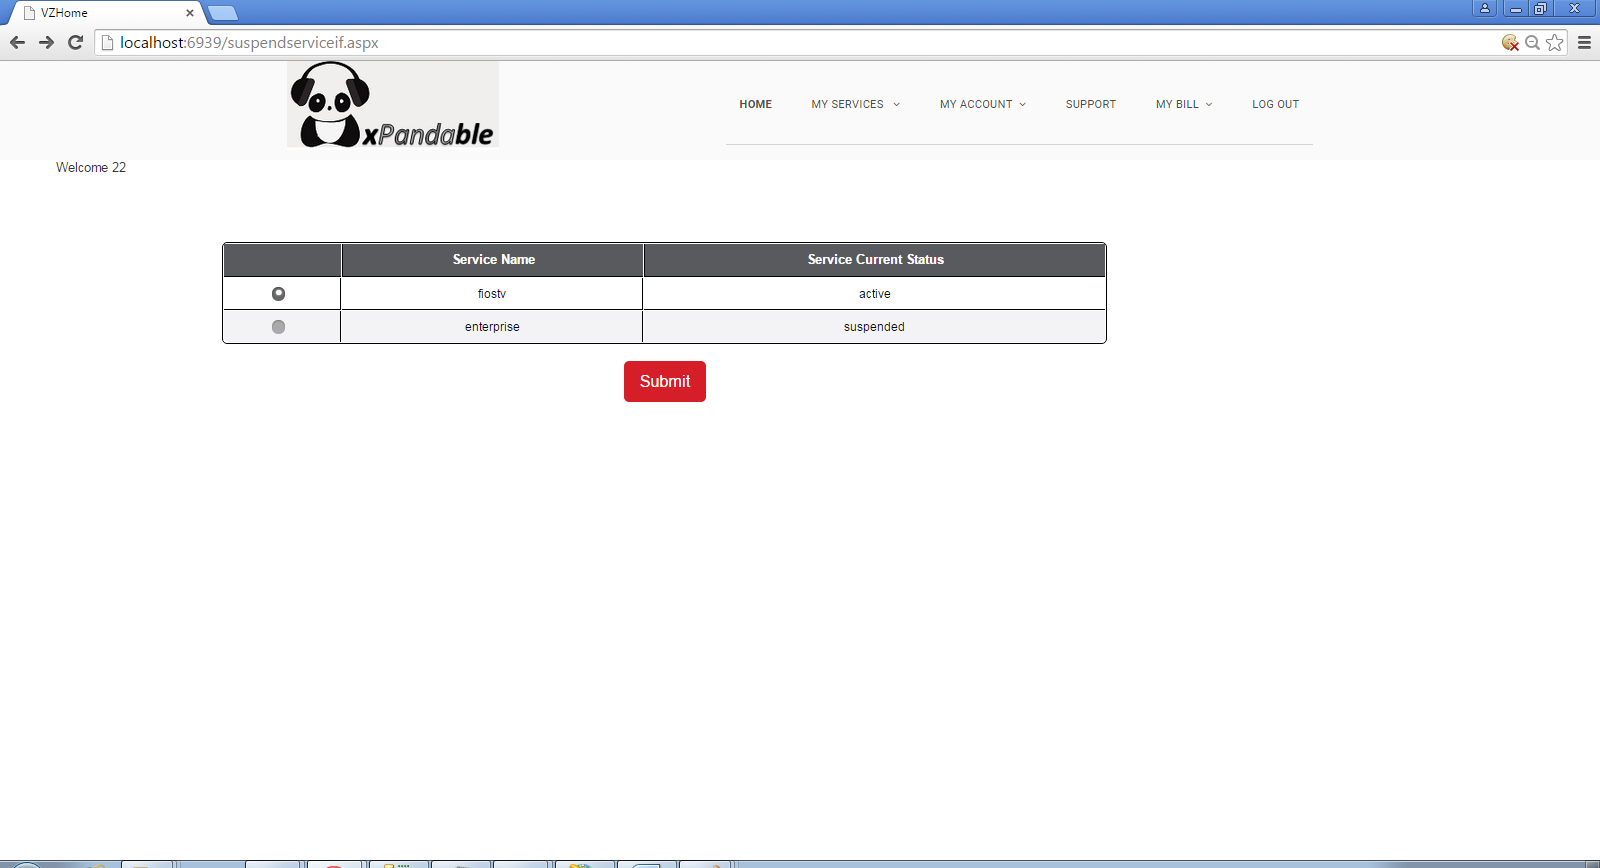 VZHome
localhost:6939/suspendserviceif.aspx
xPandable
HOME MY SERVICES MY ACCOUNT SUPPORT MY BILL LOG OUT
Welcome 22
Service Name Service Current Status
fiostv active
enterprise suspended
Submit